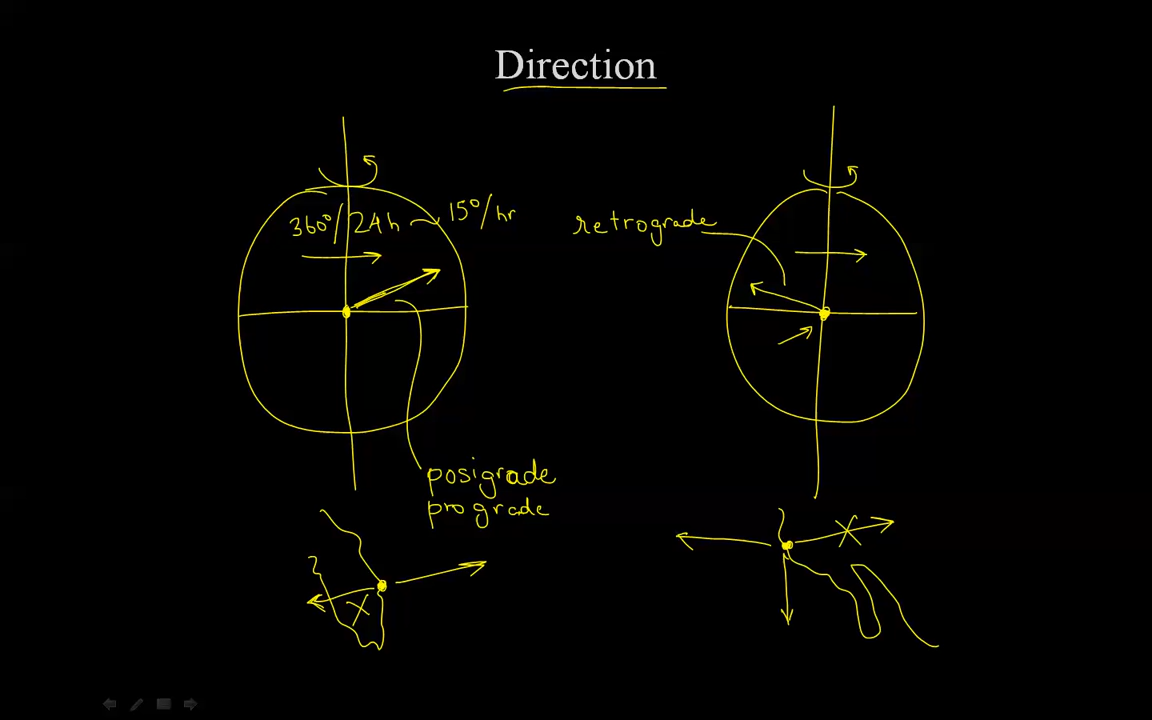 Direction
360°/24h ~ 15°/hr
retrograde
posigrade
prograde
X
X